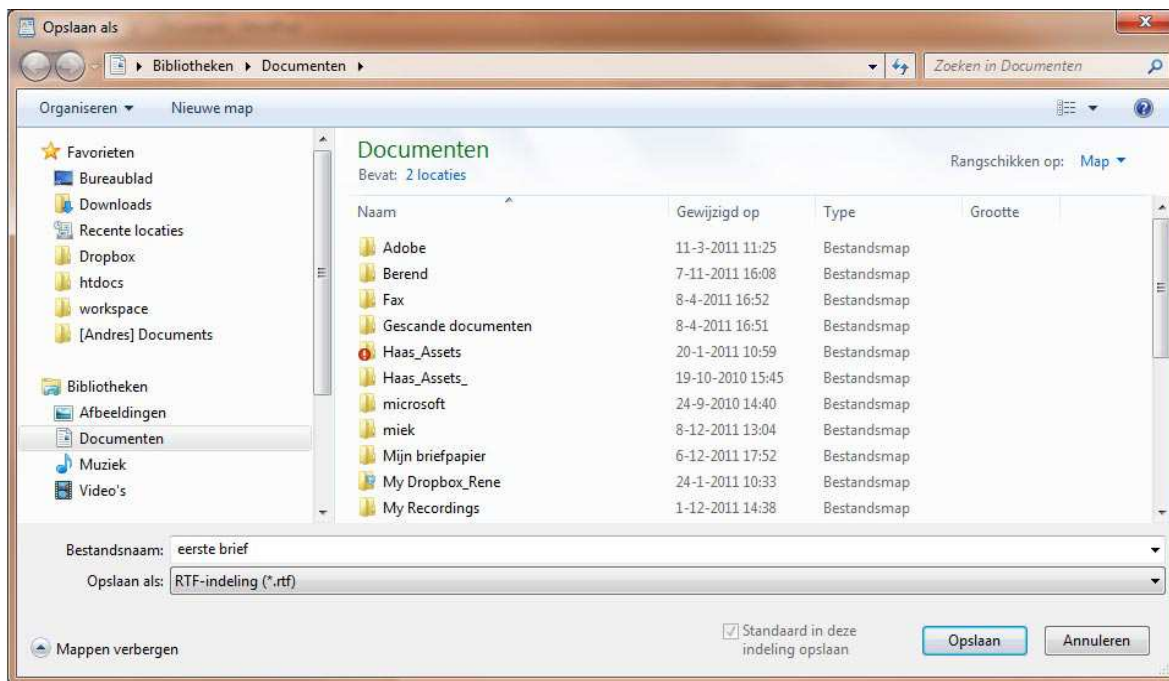 Opslaan als
Bibliotheken Documenten
Zoeken in Documenten
Organiseren
Nieuwe map
Favorieten
Bureaublad
Downloads
Recente locaties
Dropbox
htdocs
workspace
[Andres] Documents
Bibliotheken
Afbeeldingen
Documenten
Muziek
Video's
Documenten
Bevat: 2 locaties
Rangschikken op: Map
Naam Gewijzigd op Type Grootte
Adobe 11-3-2011 11:25 Bestandsmap
Berend 7-11-2011 16:08 Bestandsmap
Fax 8-4-2011 16:52 Bestandsmap
Gescande documenten 8-4-2011 16:51 Bestandsmap
Haas_Assets 20-1-2011 10:59 Bestandsmap
Haas_Assets_ 19-10-2010 15:45 Bestandsmap
microsoft 24-9-2010 14:40 Bestandsmap
miek 8-12-2011 13:04 Bestandsmap
Mijn briefpapier 6-12-2011 17:52 Bestandsmap
My Dropbox_Rene 24-1-2011 10:33 Bestandsmap
My Recordings 1-12-2011 14:38 Bestandsmap
Bestandsnaam: eerste brief
Opslaan als: RTF-indeling (*.rtf)
Mappen verbergen
Standaard in deze
indeling opslaan
Opslaan
Annuleren